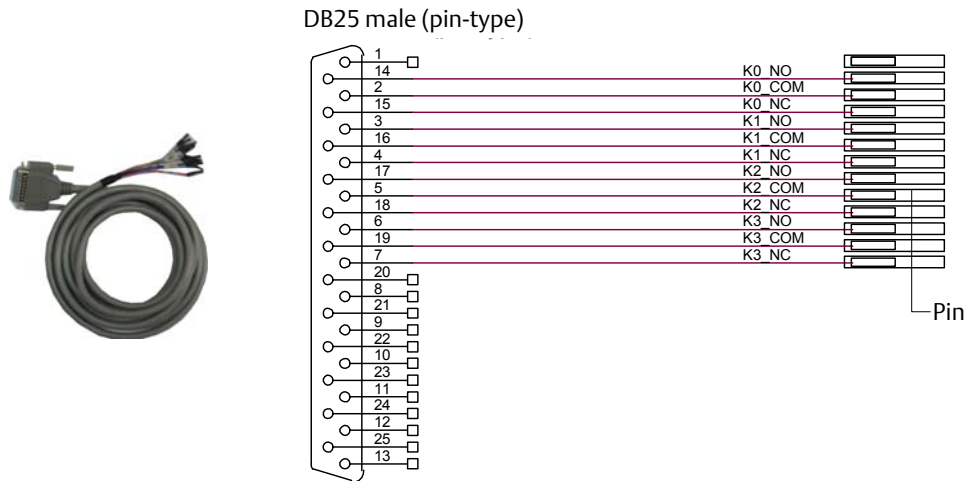 DB25 male (pin-type)
1
14 K0_NO
2 K0_COM
15 K0_NC
3 K1_NO
16 K1_COM
4 K1_NC
17 K2_NO
5 K2_COM
18 K2_NC
6 K3_NO
19 K3_COM
7 K3_NC
20
8
21
9
Pin
22
10
23
11
24
12
25
13